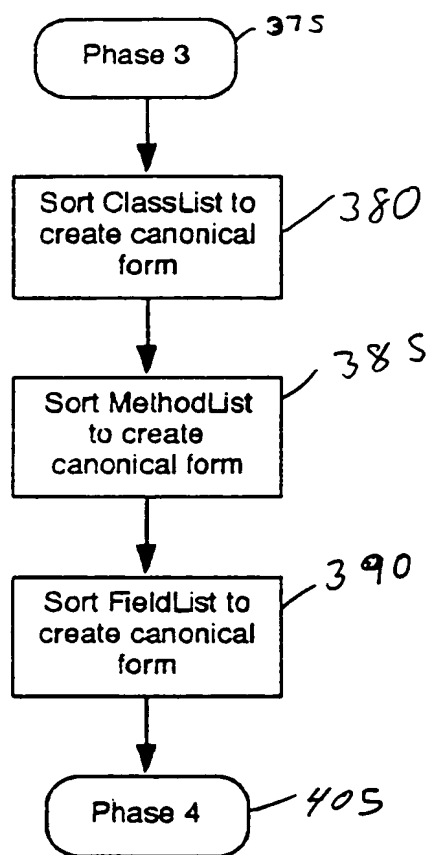 Phase 3
375
Sort ClassList to
create canonical
form
380
Sort MethodList
to create
canonical form
385
Sort FieldList to
create canonical
form
390
Phase 4
405